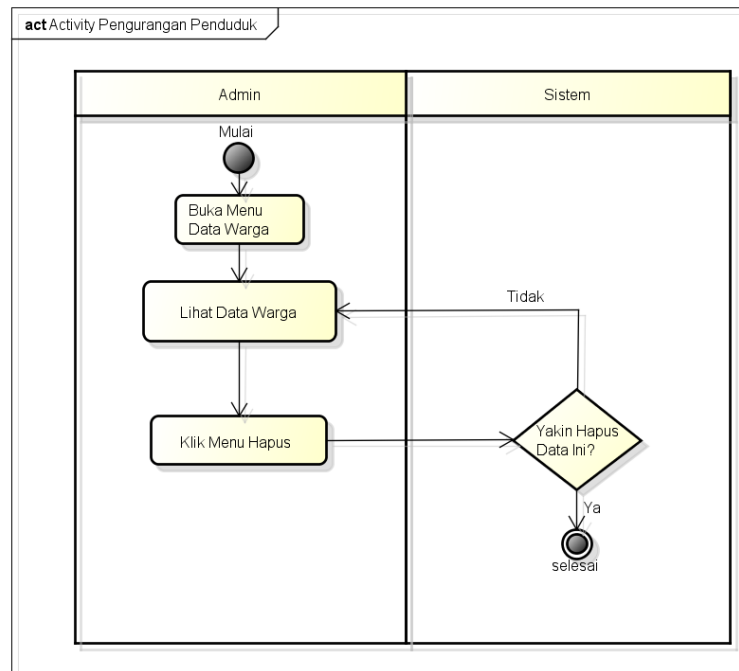 act Activity Pengurangan Penduduk
Admin
Sistem
Mulai
Buka Menu
Data Warga
Lihat Data Warga
Tidak
Klik Menu Hapus
Yakin Hapus
Data Ini?
Ya
selesai